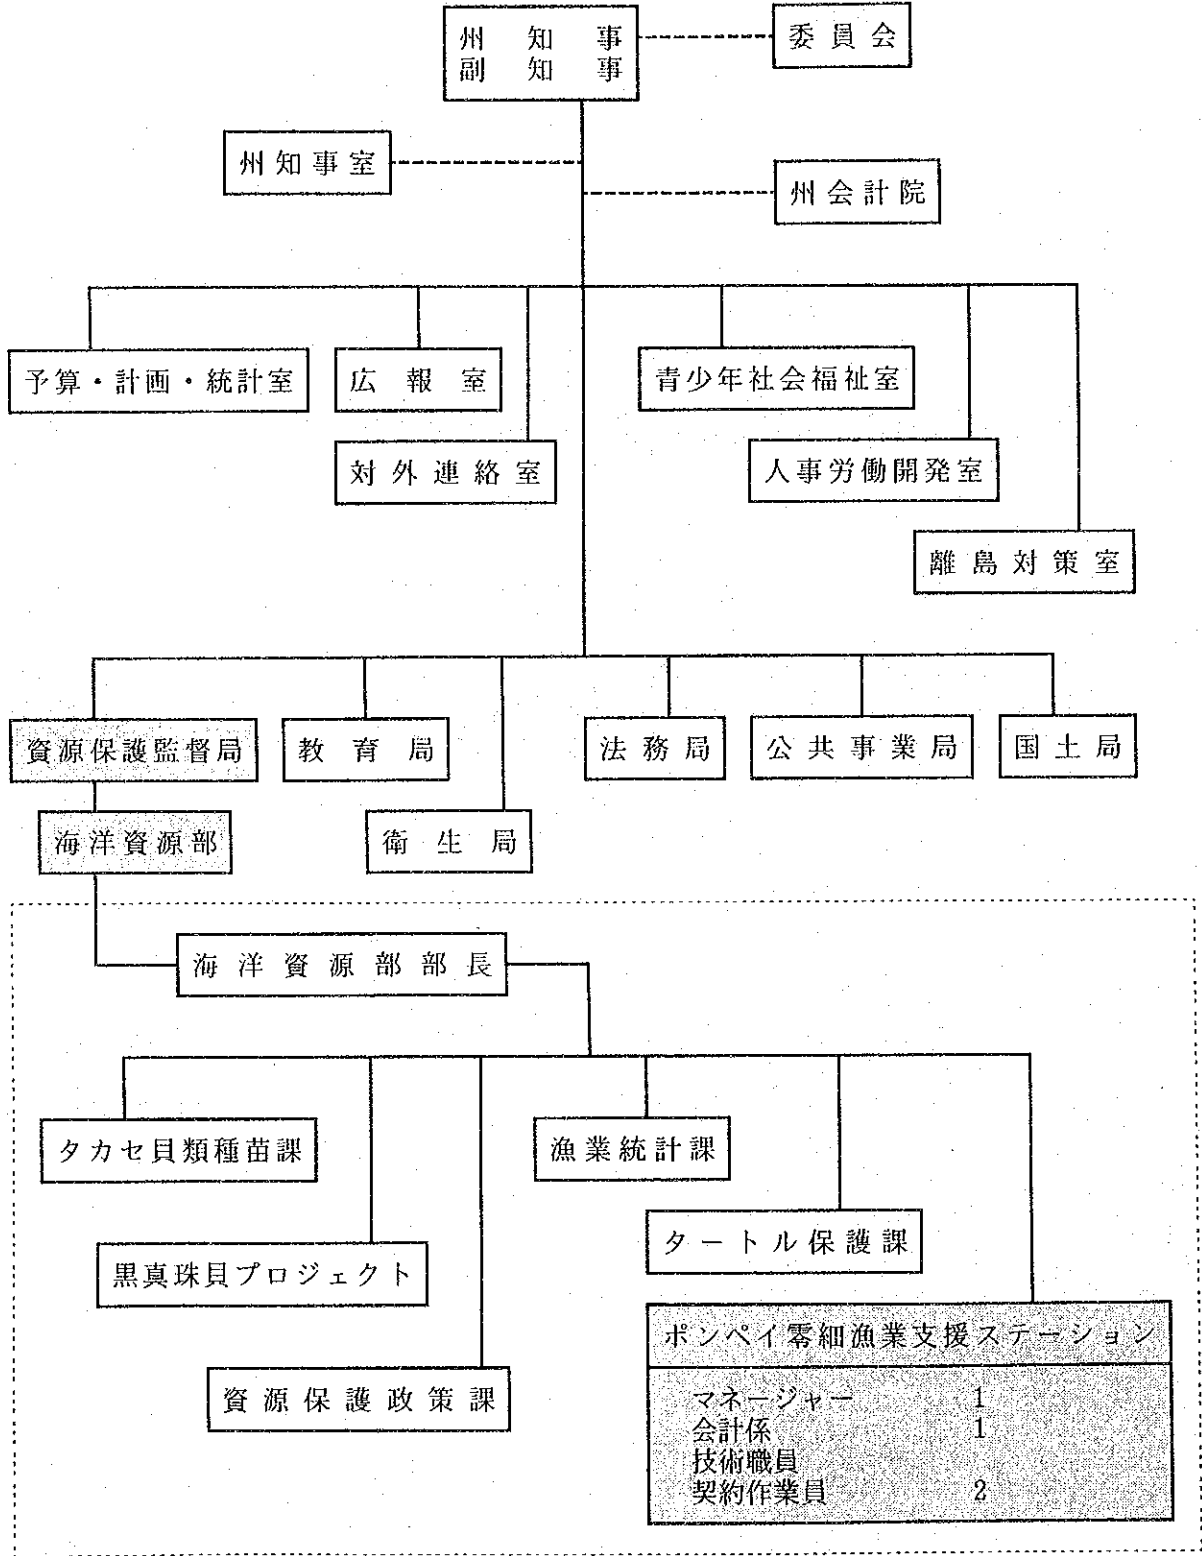 州知事
副知事
委員会
州知事室
州会計院
予算・計画・統計室
広報室
青少年社会福祉室
対外連絡室
人事労働開発室
離島対策室
資源保護監督局
教育局
法務局
公共事業局
国土局
海洋資源部
衛生局
海洋資源部部長
タカセ貝類種苗課
漁業統計課
タートル保護課
黒真珠貝プロジェクト
ポンペイ零細漁業支援ステーション
資源保護政策課
マネージャー 1
会計係 1
技術職員
契約作業員 2